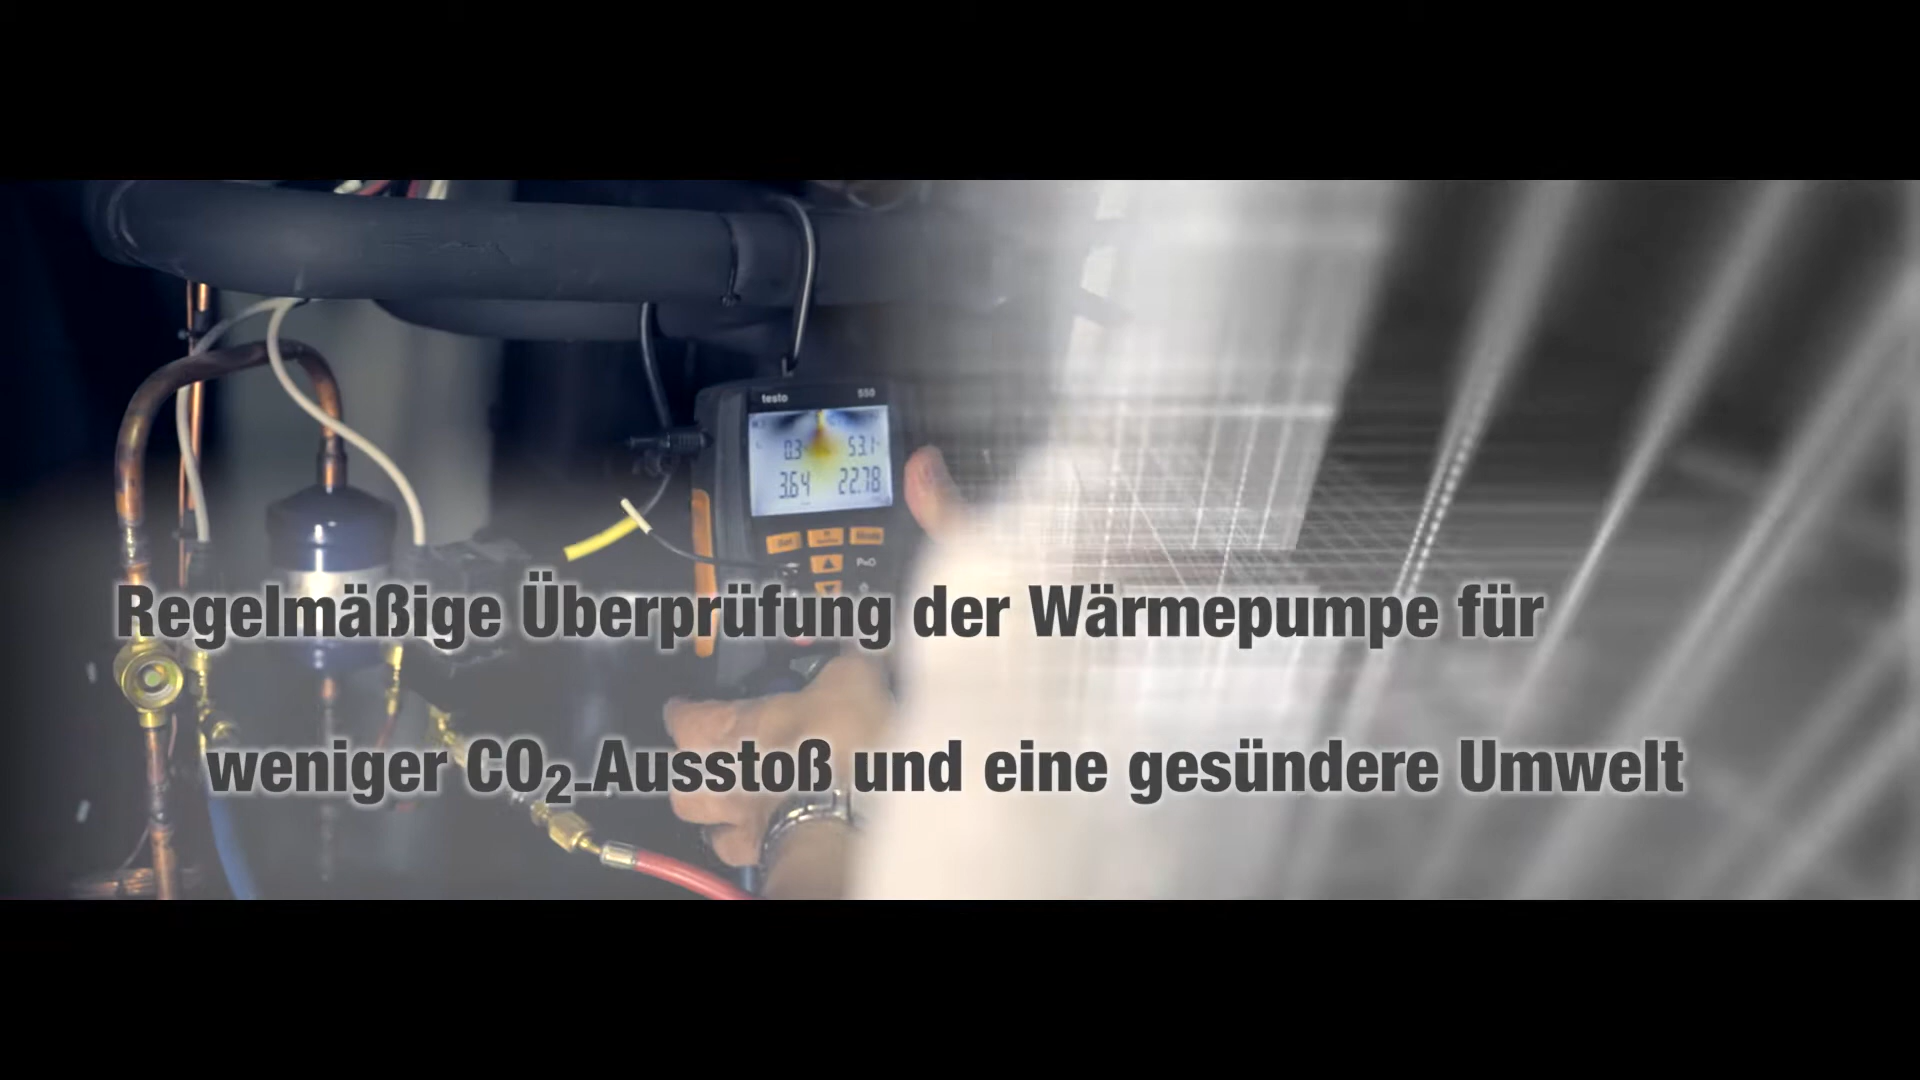 testo 550
0.3 53.1
3.64 22.78
P=0
Regelmäßige Überprüfung der Wärmepumpe für
weniger CO₂-Ausstoß und eine gesündere Umwelt